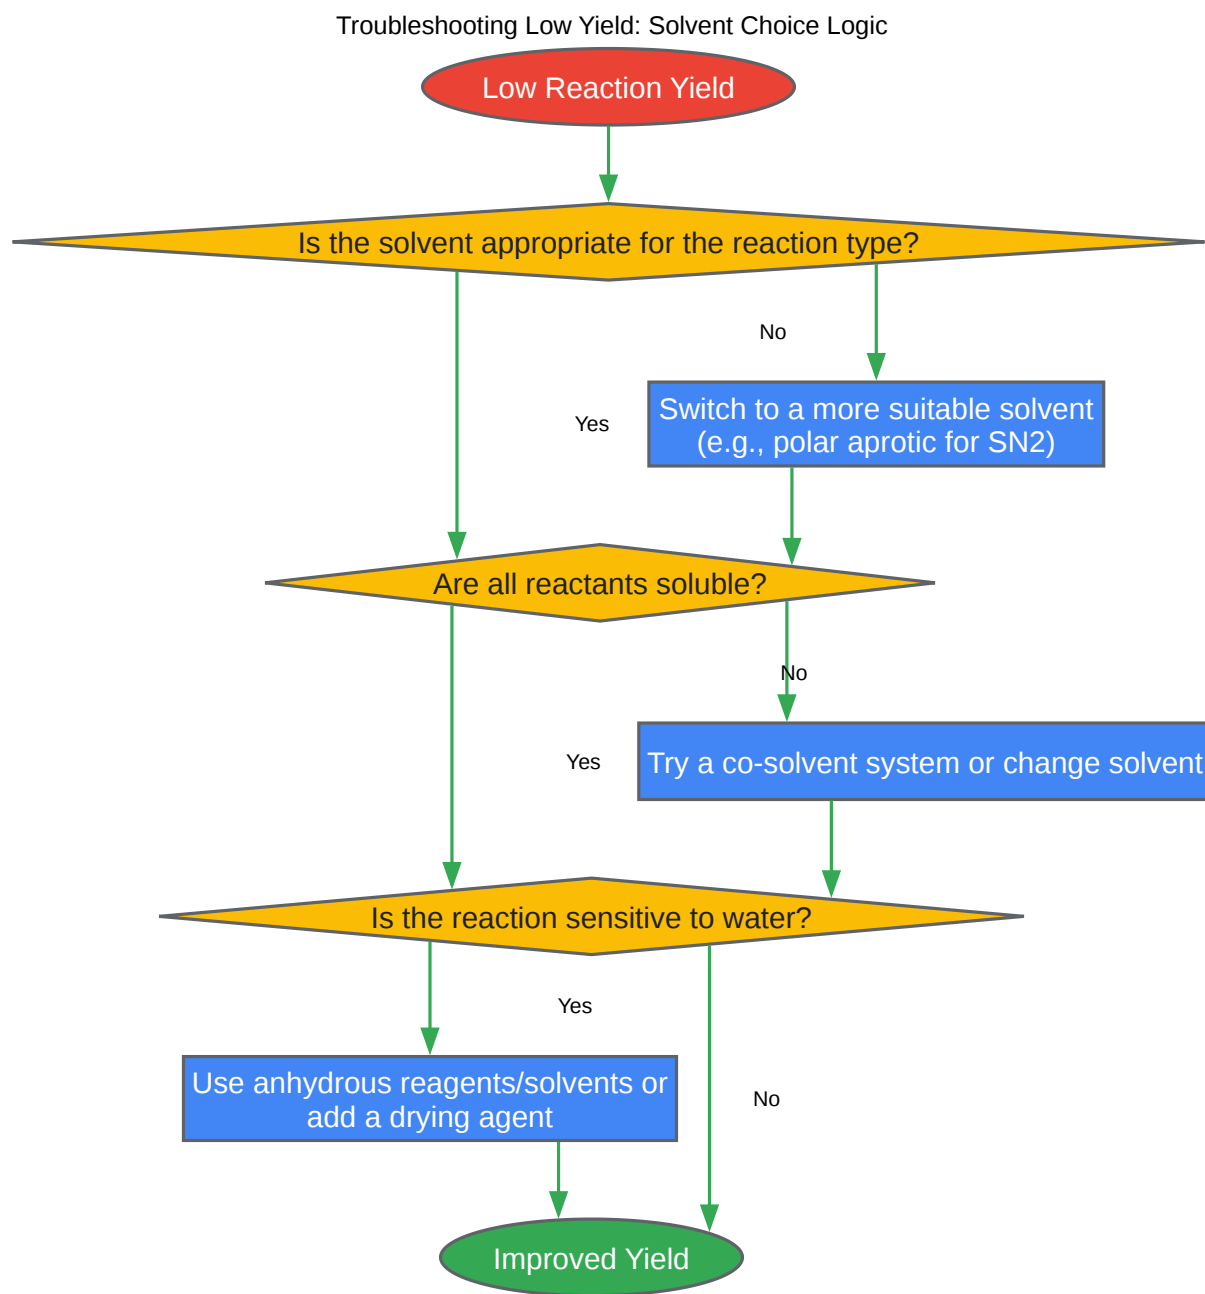 Troubleshooting Low Yield: Solvent Choice Logic
Low Reaction Yield
Is the solvent appropriate for the reaction type?
No
Yes
Switch to a more suitable solvent
(e.g., polar aprotic for SN2)
Are all reactants soluble?
No
Yes
Try a co-solvent system or change solvent
Is the reaction sensitive to water?
Yes
Use anhydrous reagents/solvents or
add a drying agent
No
Improved Yield